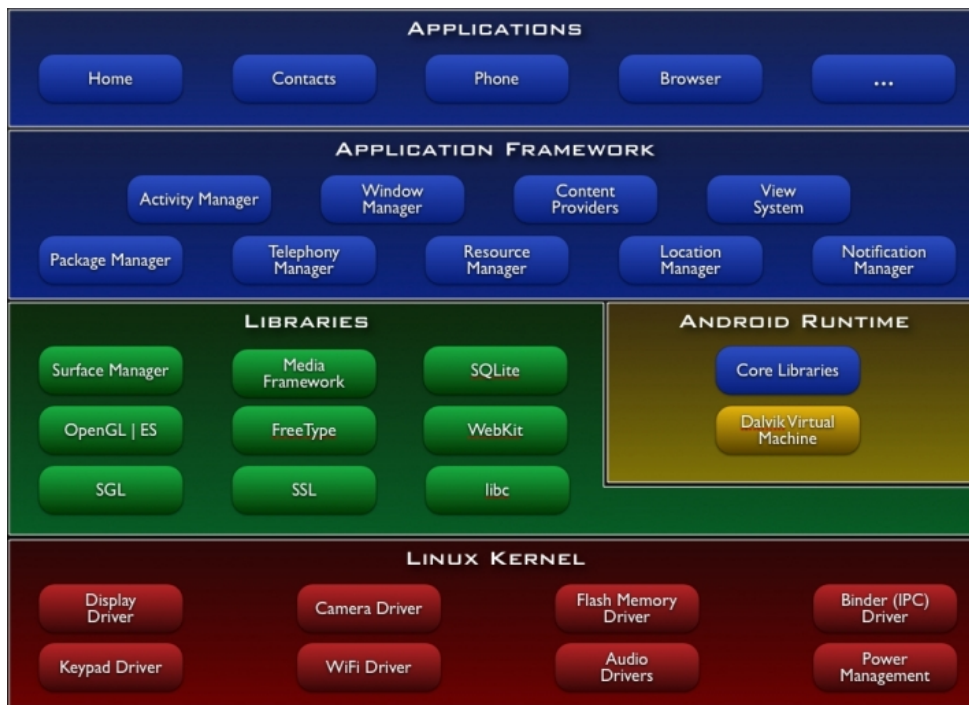 APPLICATIONS
Home
Contacts
Phone
Browser
...
APPLICATION FRAMEWORK
Activity Manager
Window
Manager
Content
Providers
View
System
Package Manager
Telephony
Manager
Resource
Manager
Location
Manager
Notification
Manager
LIBRARIES
Surface Manager
Media
Framework
SQLite
OpenGL | ES
FreeType
WebKit
SGL
SSL
libc
ANDROID RUNTIME
Core Libraries
Dalvik Virtual
Machine
LINUX KERNEL
Display
Driver
Camera Driver
Flash Memory
Driver
Binder (IPC)
Driver
Keypad Driver
WiFi Driver
Audio
Drivers
Power
Management